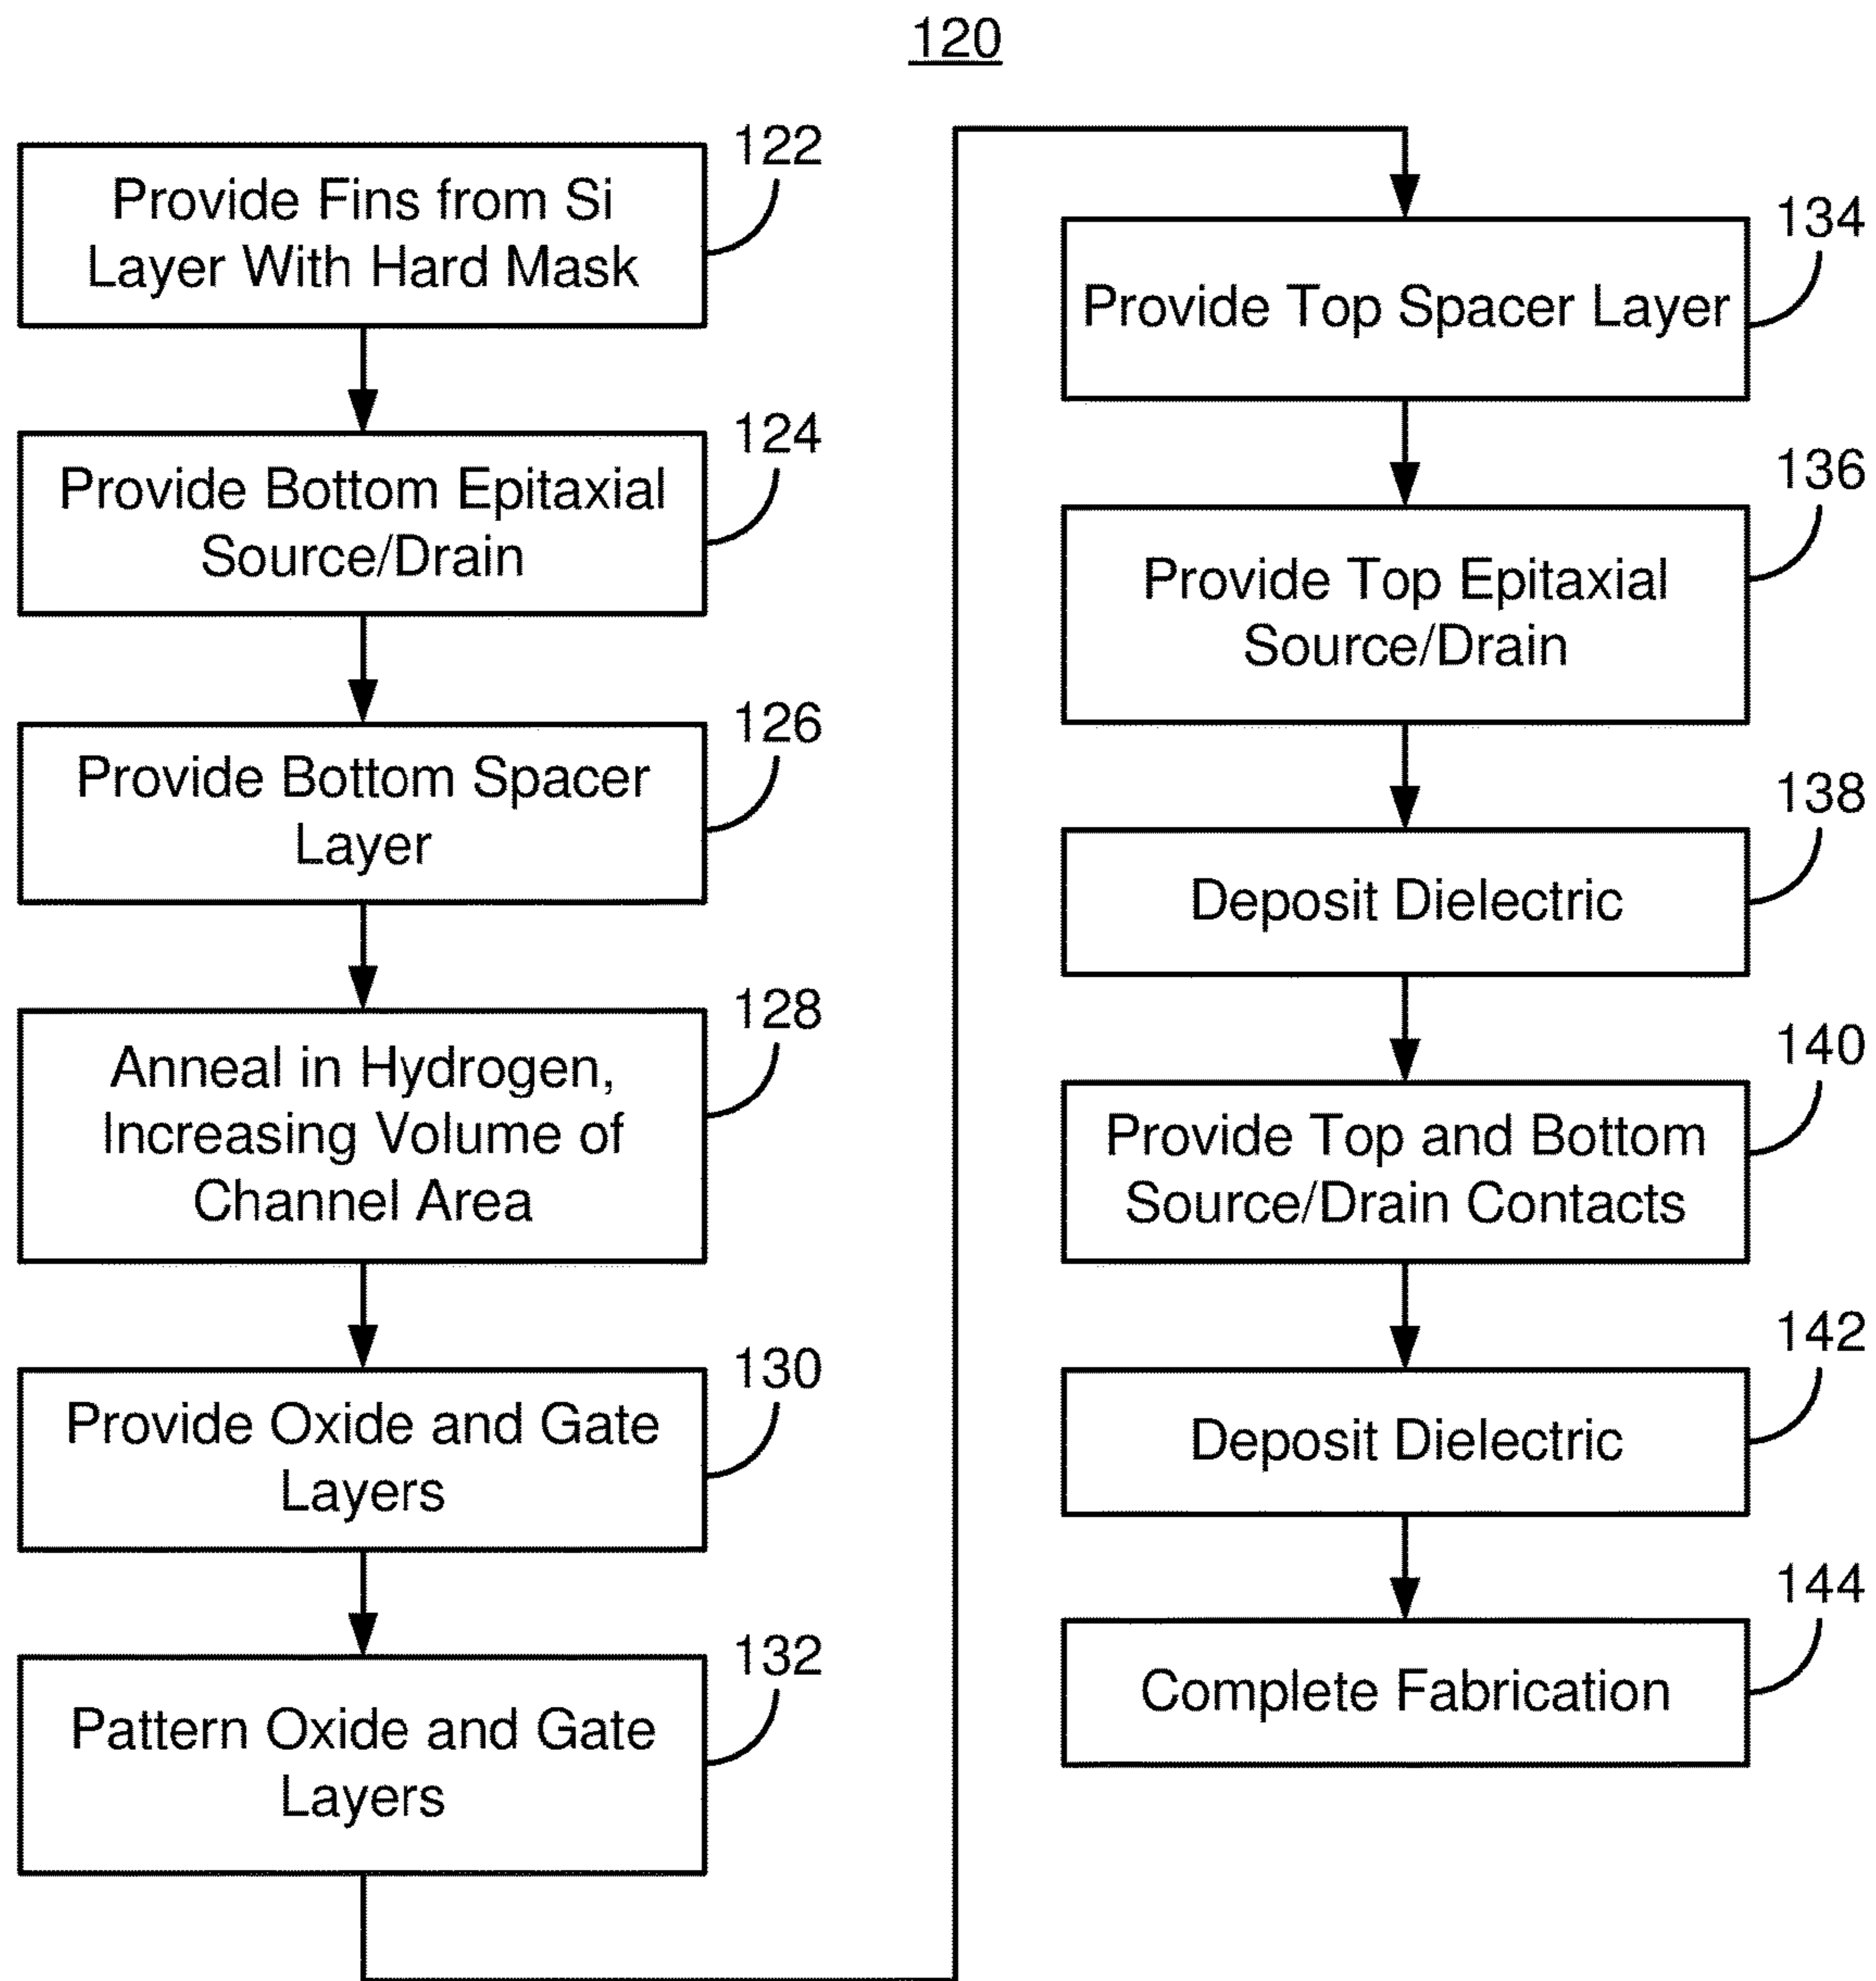 120
122
Provide Fins from Si
Layer With Hard Mask
124
Provide Bottom Epitaxial
Source/Drain
126
Provide Bottom Spacer
Layer
128
Anneal in Hydrogen,
Increasing Volume of
Channel Area
130
Provide Oxide and Gate
Layers
132
Pattern Oxide and Gate
Layers
134
Provide Top Spacer Layer
136
Provide Top Epitaxial
Source/Drain
138
Deposit Dielectric
140
Provide Top and Bottom
Source/Drain Contacts
142
Deposit Dielectric
144
Complete Fabrication